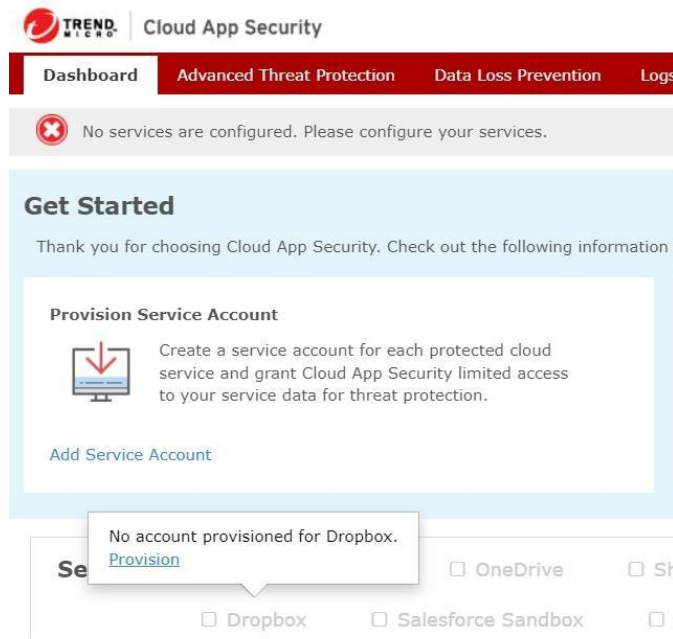 TREND MICRO Cloud App Security
Dashboard Advanced Threat Protection Data Loss Prevention Logs
No services are configured. Please configure your services.
Get Started
Thank you for choosing Cloud App Security. Check out the following information
Provision Service Account
Create a service account for each protected cloud
service and grant Cloud App Security limited access
to your service data for threat protection.
Add Service Account
No account provisioned for Dropbox.
Provision
Se OneDrive Sh
Dropbox Salesforce Sandbox